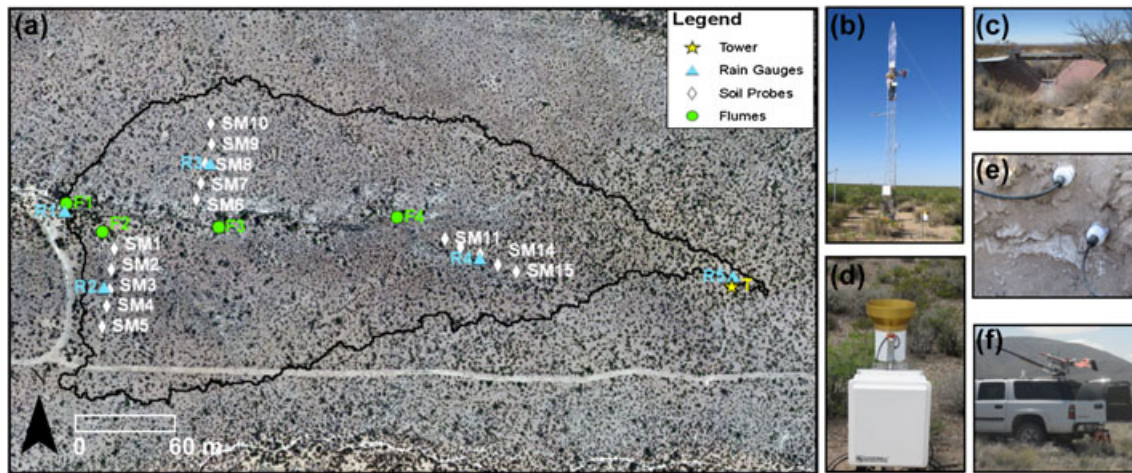 (a)
Legend
Tower
Rain Gauges
Soil Probes
Flumes
SM10
SM9
R3 SM8
SM7
SM6
F1
R1
F2
F3
F4
SM1
SM2
R2 SM3
SM4
SM5
SM11
R4 SM14
SM15
R5
T
N
0 60 m
(b)
(c)
(d)
(e)
(f)